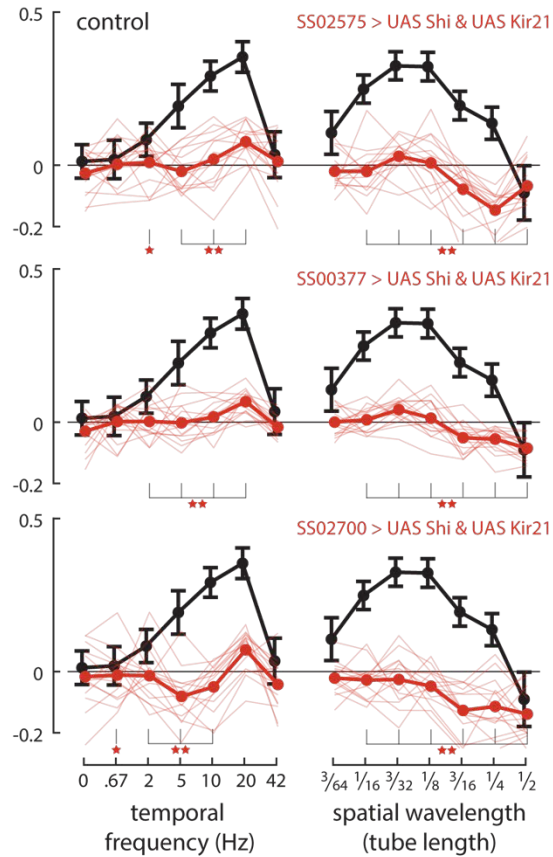 control SS02575 > UAS Shi & UAS Kir21
0.5
0
-0.2
★ ★★ ★★
SS00377 > UAS Shi & UAS Kir21
0.5
0
-0.2
★★ ★★
SS02700 > UAS Shi & UAS Kir21
0.5
0
-0.2
★ ★★ ★★
0 .67 2 5 10 20 42 3/64 1/16 3/32 1/8 3/16 1/4 1/2
temporal spatial wavelength
frequency (Hz) (tube length)